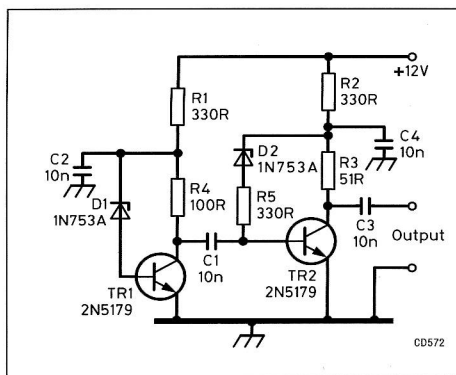 +12V
R1
330R
R2
330R
C2
10n
D1
1N753A
R4
100R
D2
1N753A
R5
330R
R3
51R
C4
10n
C1
10n
C3
10n
Output
TR1
2N5179
TR2
2N5179
CD572